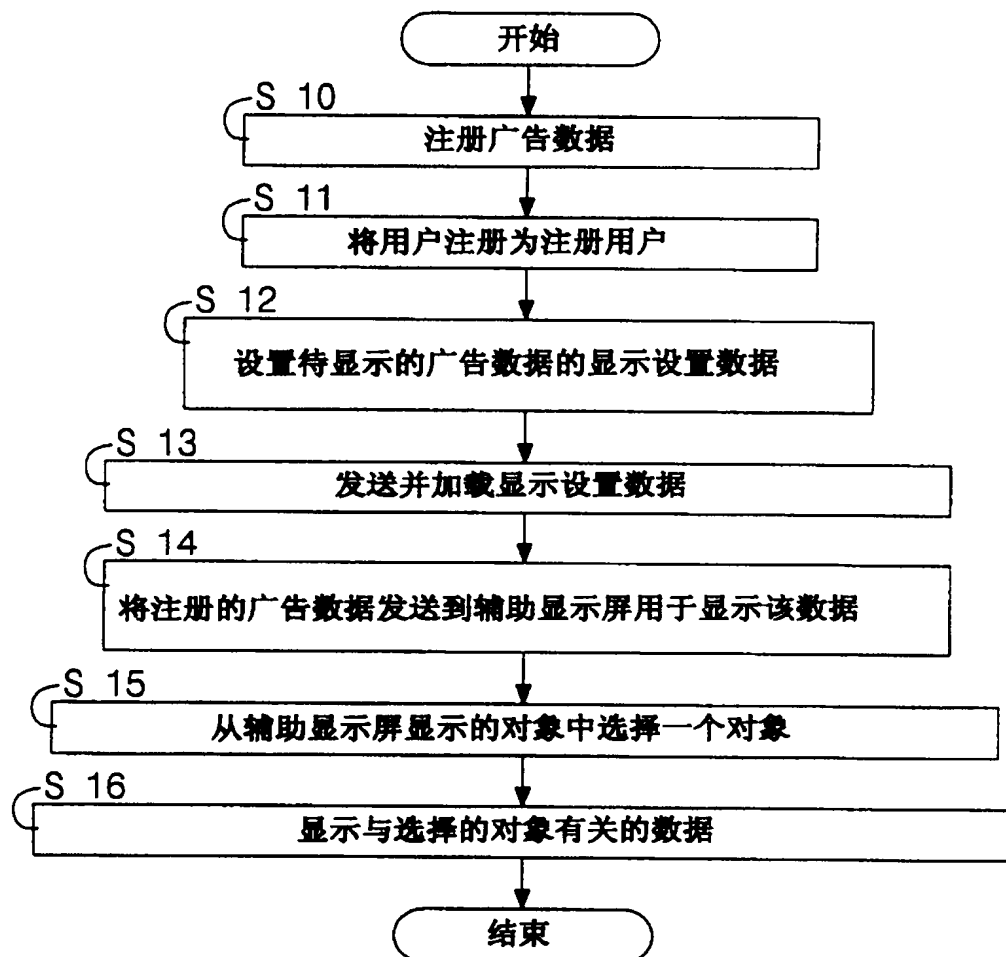 开始
S 10
注册广告数据
S 11
将用户注册为注册用户
S 12
设置待显示的广告数据的显示设置数据
S 13
发送并加载显示设置数据
S 14
将注册的广告数据发送到辅助显示屏用于显示该数据
S 15
从辅助显示屏显示的对象中选择一个对象
S 16
显示与选择的对象有关的数据
结束